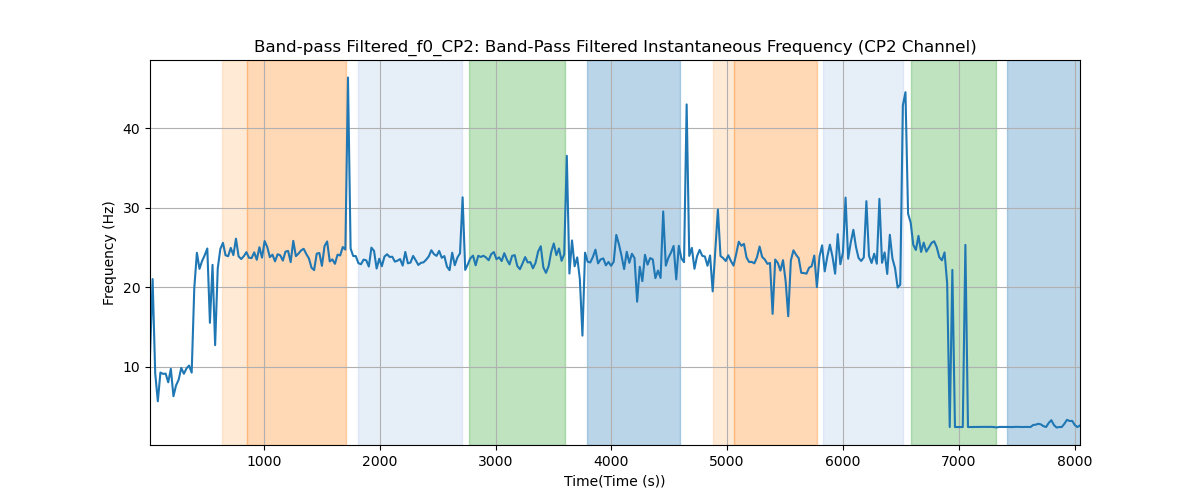 Band-pass Filtered_f0_CP2: Band-Pass Filtered Instantaneous Frequency (CP2 Channel)
Frequency (Hz)
40
30
20
10
1000 2000 3000 4000 5000 6000 7000 8000
Time(Time (s))